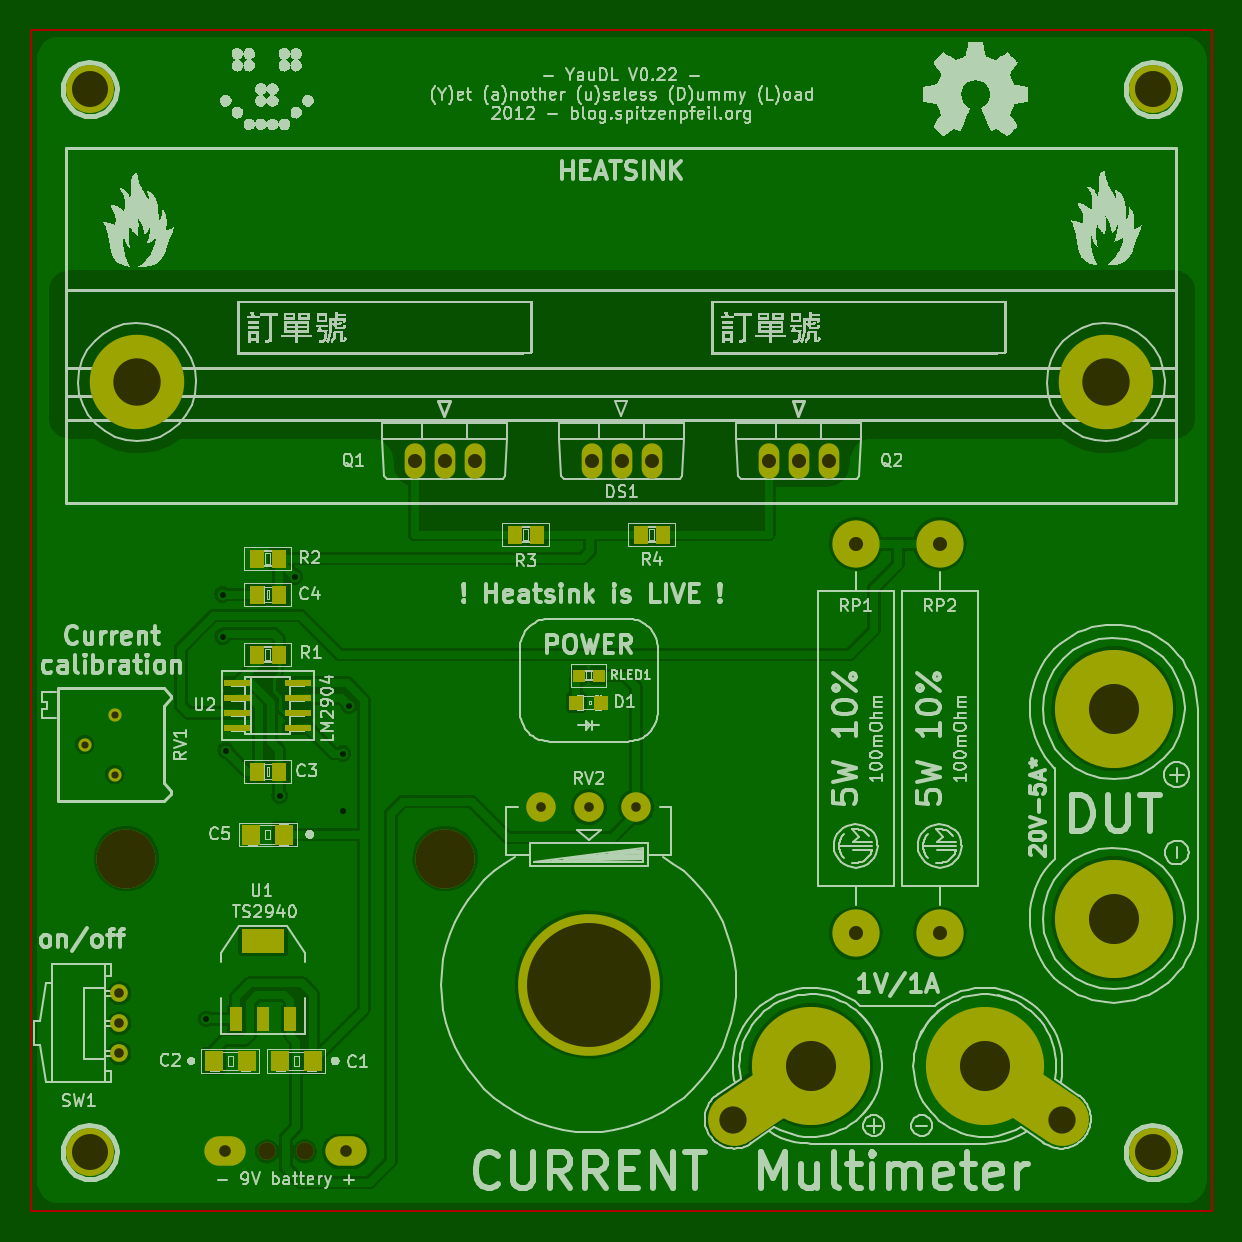 - YauDL V0.22 -
(Y)et (a)nother (u)seless (D)ummy (L)oad
2012 - blog.spitzenpfeil.org
HEATSINK
訂單號
訂單號
Q1
DS1
Q2
R2
R3
R4
C4
! Heatsink is LIVE !
RP1
RP2
Current
calibration
R1
POWER
RLED1
D1
U2
LM2904
RV1
5W 10%
100mOhm
5W 10%
100mOhm
C3
RV2
20V-5A*
DUT
+
-
C5
U1
TS2940
on/off
1V/1A
C2
C1
SW1
+
-
- 9V battery +
CURRENT
Multimeter